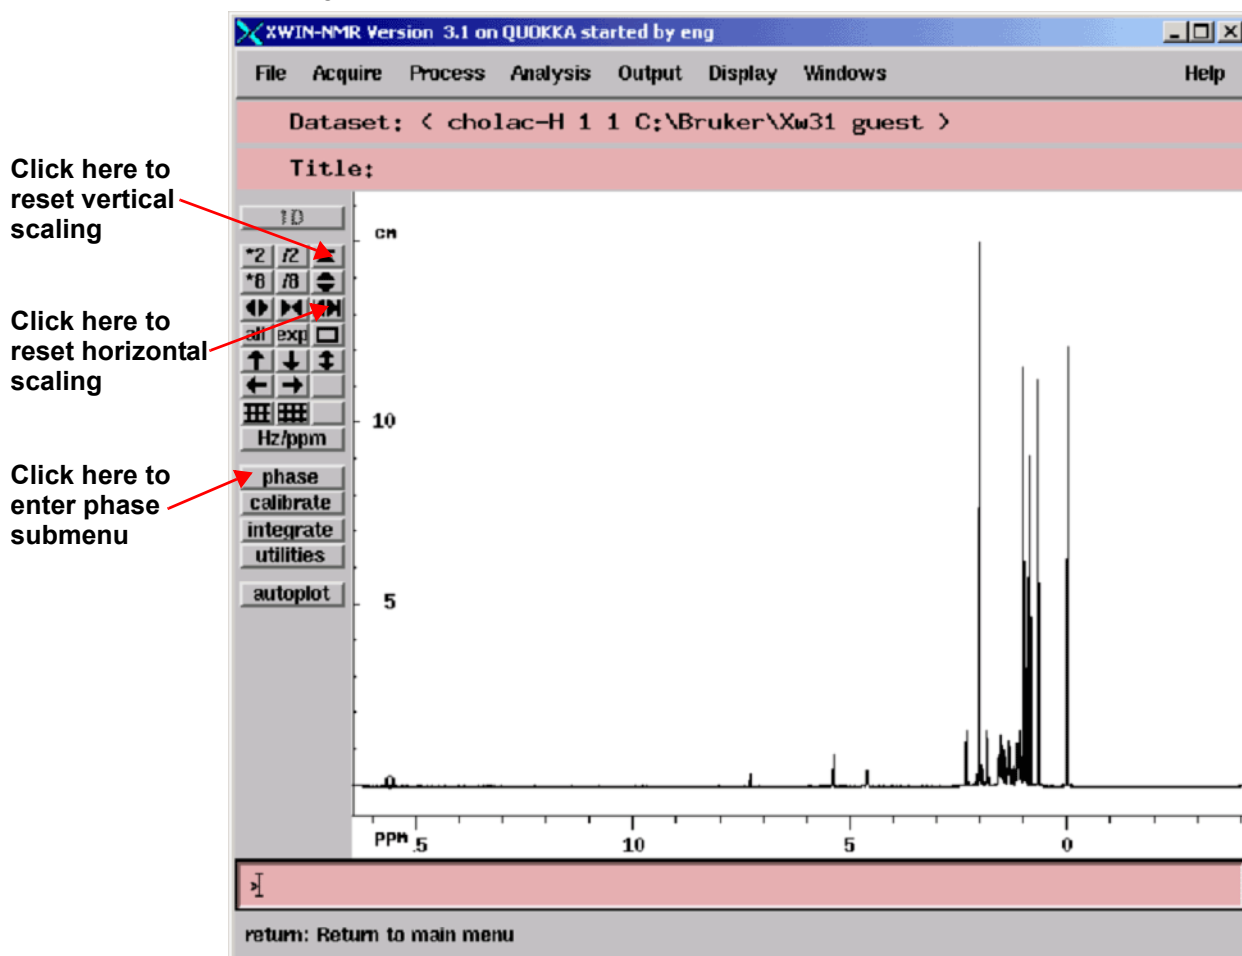 XWIN-NMR Version 3.1 on QUOKKA started by eng
File Acquire Process Analysis Output Display Windows Help
Dataset: < cholac-H 1 1 C:\Bruker\Xw31 guest >
Title:
Click here to
reset vertical
scaling
Click here to
reset horizontal
scaling
Click here to
enter phase
submenu
1D
*2 /2
*8 /8
all exp
Hz/ppm
phase
calibrate
integrate
utilities
autoplot
cm
10
5
0
PPM .5 10 5 0
>
return: Return to main menu